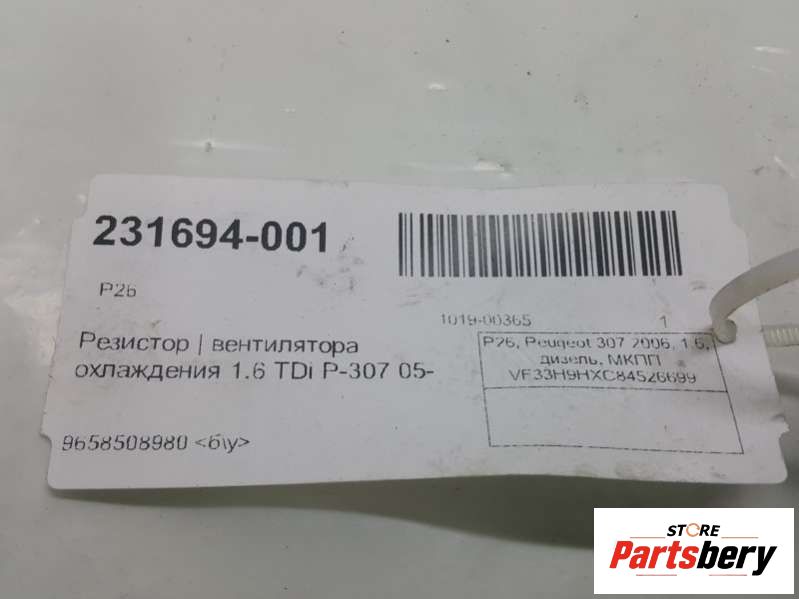 231694-001
P26
Резистор | вентилятора
охлаждения 1.6 TDi P-307 05-
9658508980 <б\у>
1019-00365 1
P26, Peugeot 307 2006, 1.6,
дизель, МКПП
VF33H9HXC84526699
STORE
Partsbery